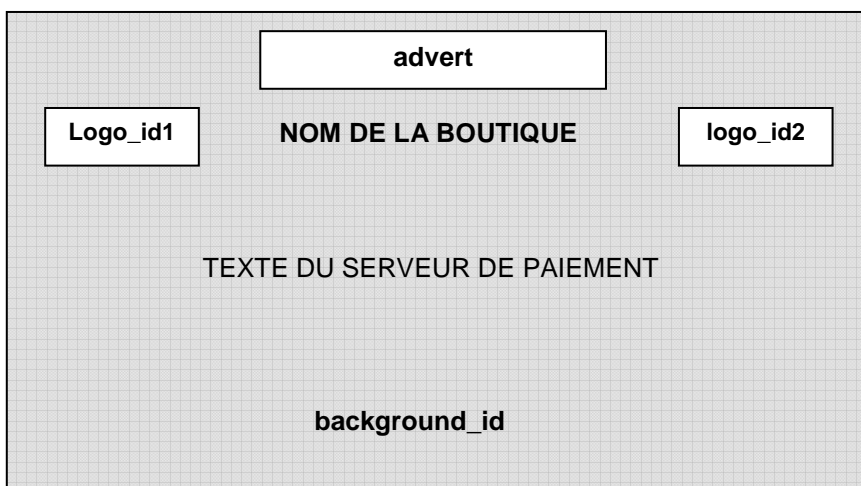 advert
Logo_id1 NOM DE LA BOUTIQUE logo_id2
TEXTE DU SERVEUR DE PAIEMENT
background_id